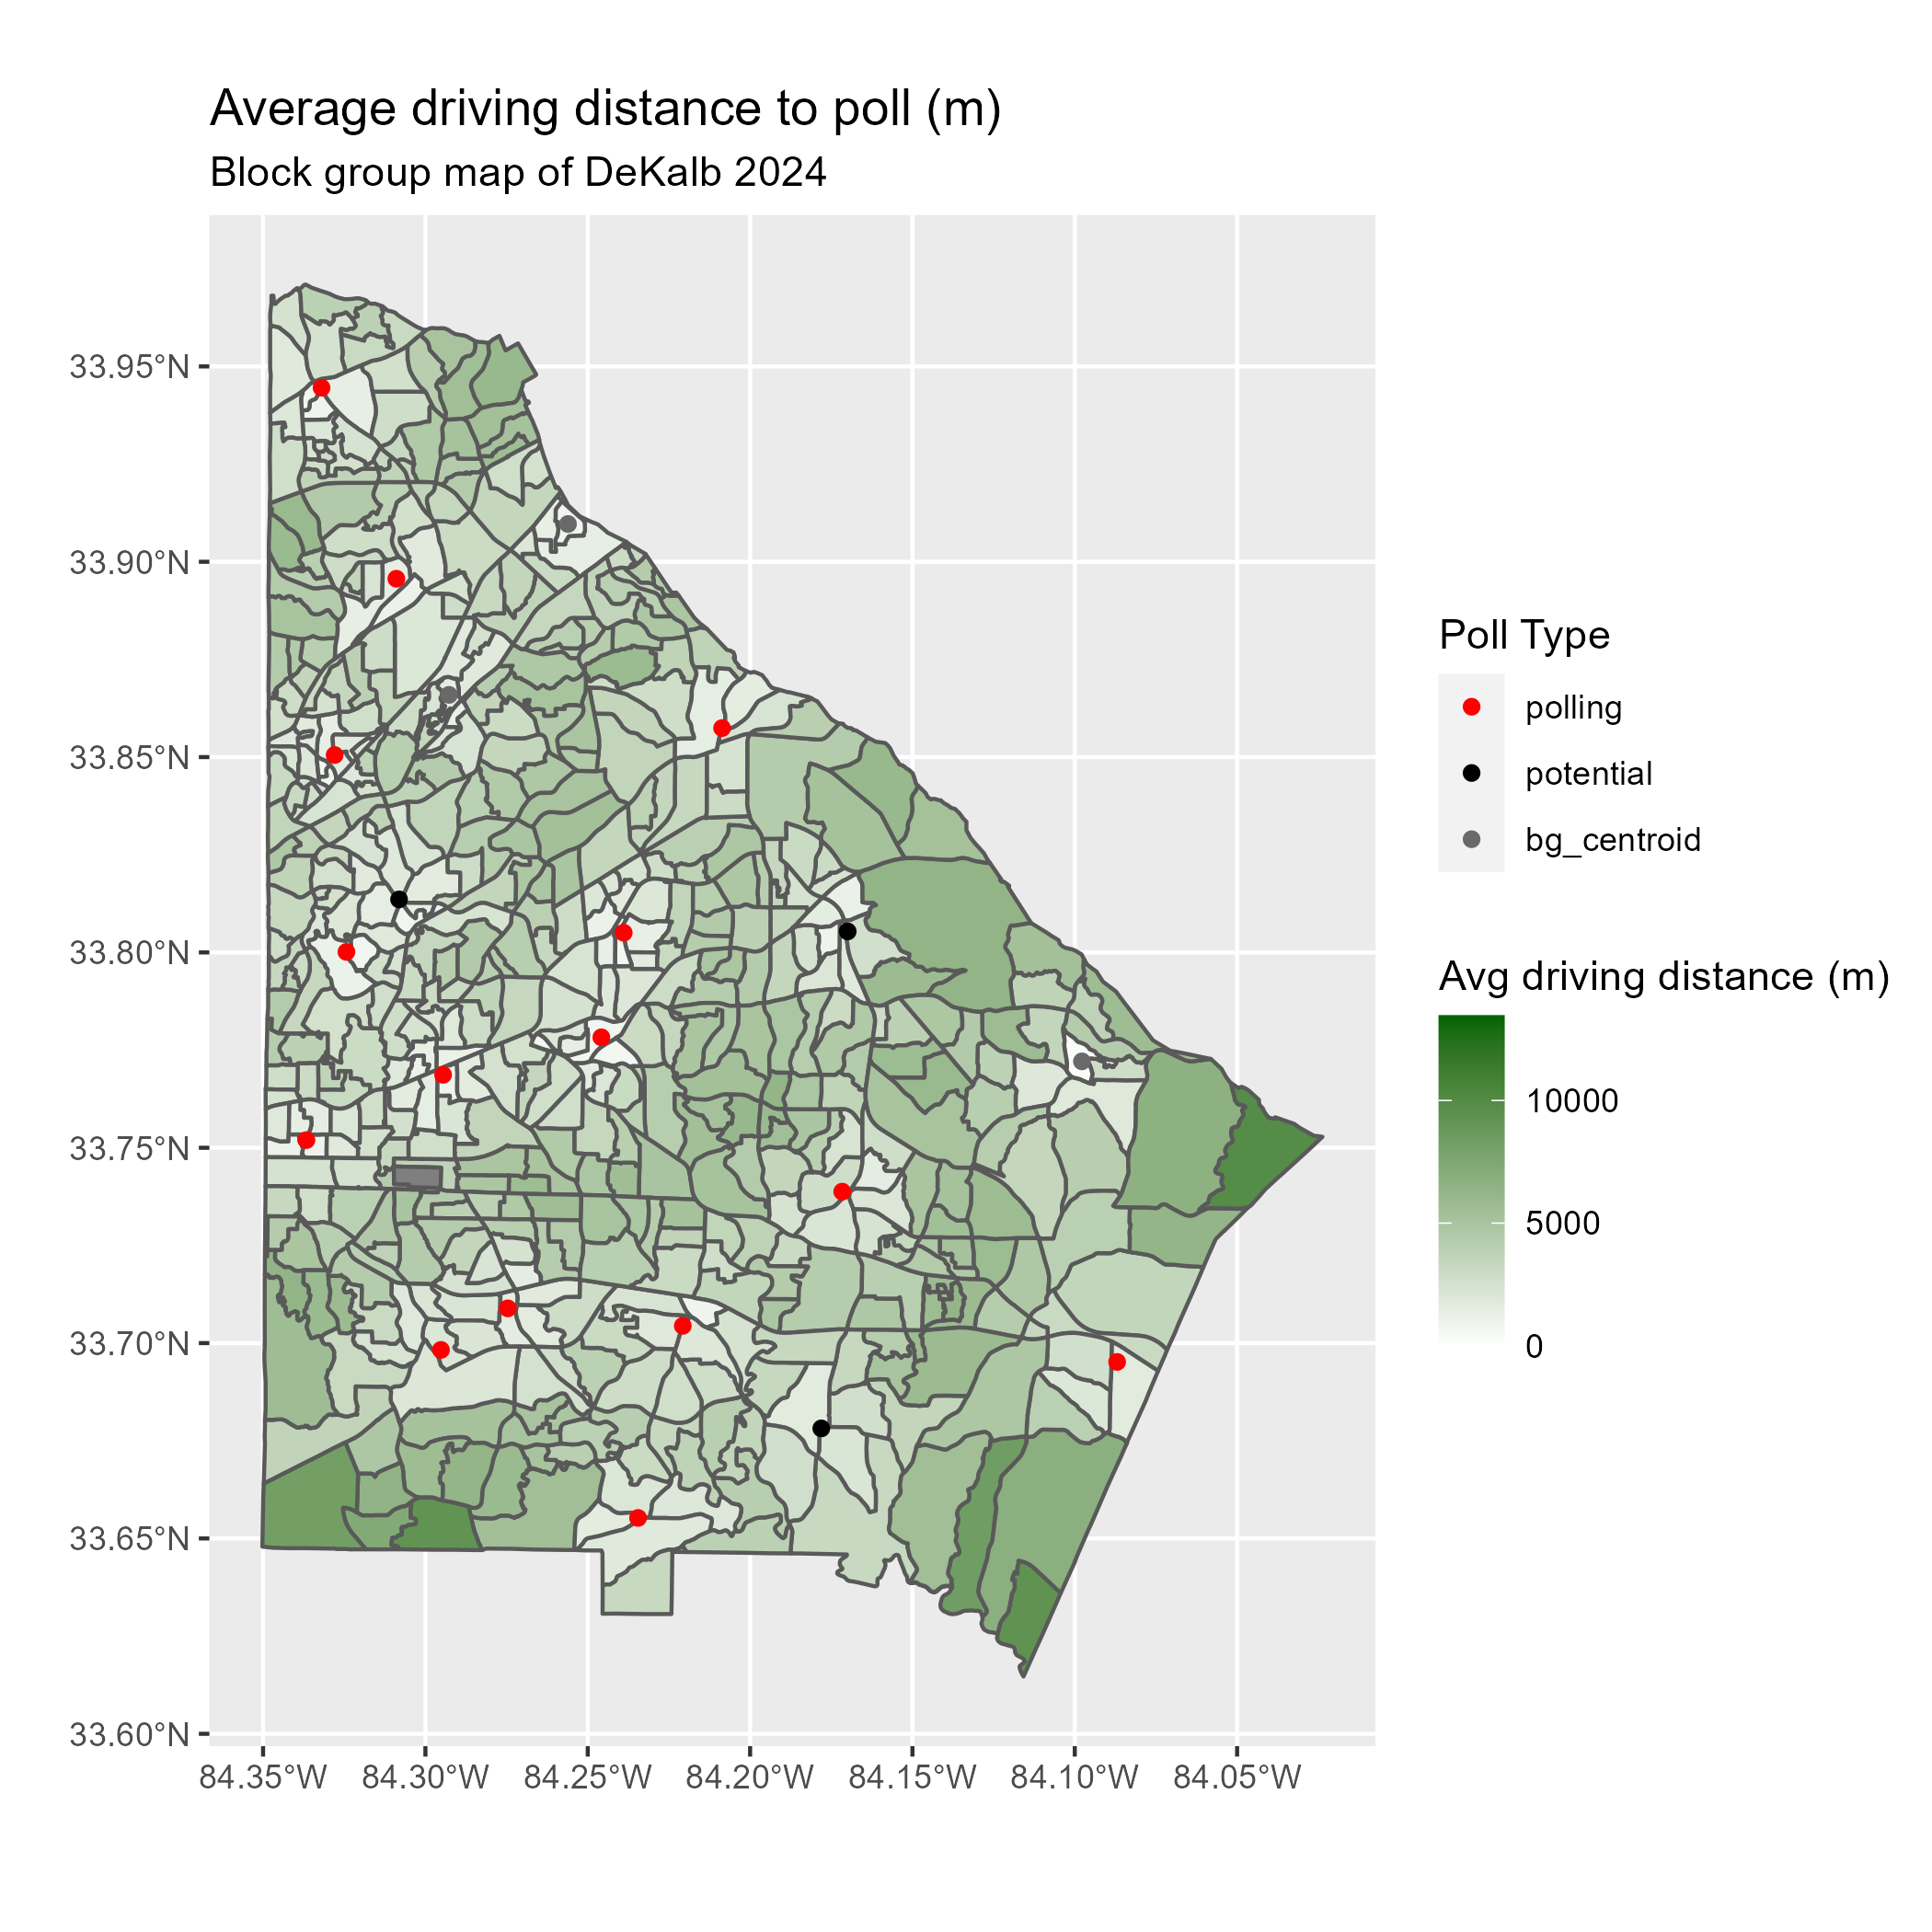 Average driving distance to poll (m)
Block group map of DeKalb 2024
33.95°N
33.90°N
33.85°N
33.80°N
33.75°N
33.70°N
33.65°N
33.60°N
84.35°W
84.30°W
84.25°W
84.20°W
84.15°W
84.10°W
84.05°W
Poll Type
polling
potential
bg_centroid
Avg driving distance (m)
10000
5000
0